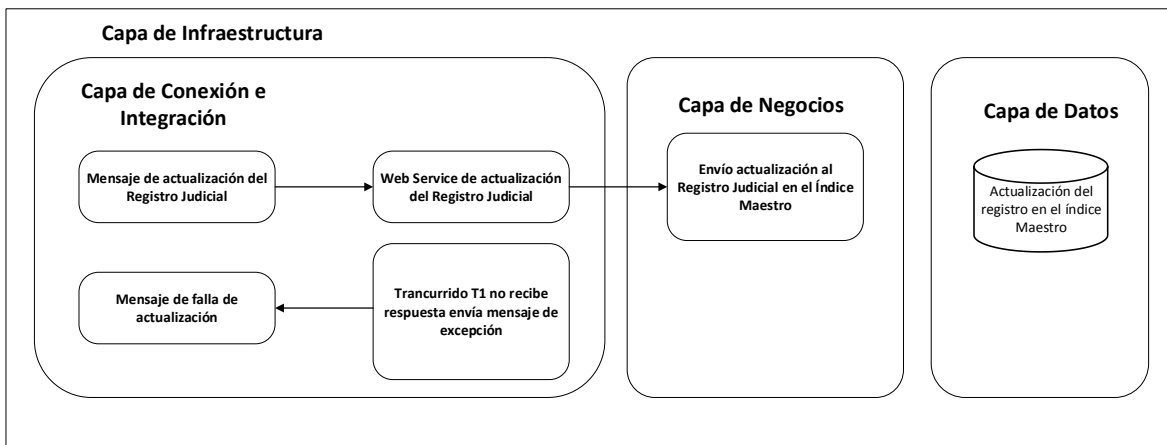 Capa de Infraestructura
Capa de Conexión e
Integración
Mensaje de actualización del
Registro Judicial
Web Service de actualización
del Registro Judicial
Mensaje de falla de
actualización
Trancurrido T1 no recibe
respuesta envía mensaje de
excepción
Capa de Negocios
Envío actualización al
Registro Judicial en el Índice
Maestro
Capa de Datos
Actualización del
registro en el índice
Maestro